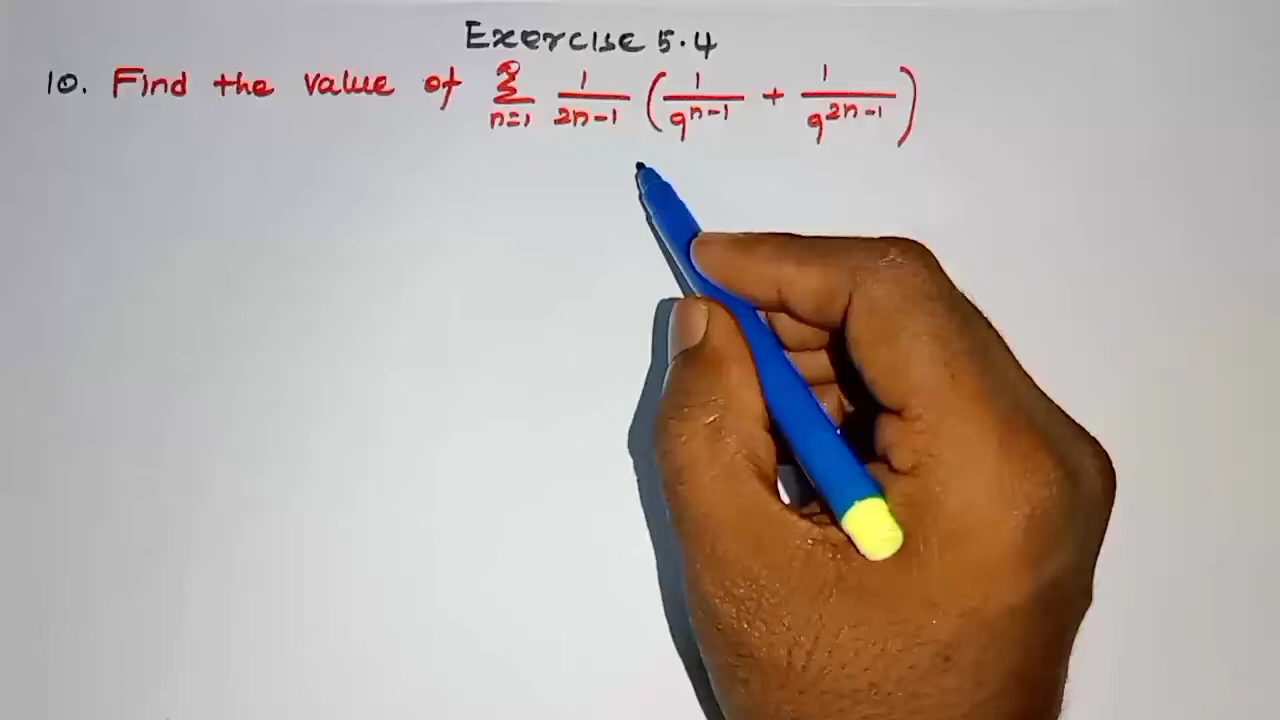 Exercise 5.4
10. Find the value of ∞ Σ n=1 1/(2n-1) (1/9^(n-1) + 1/9^(2n-1))